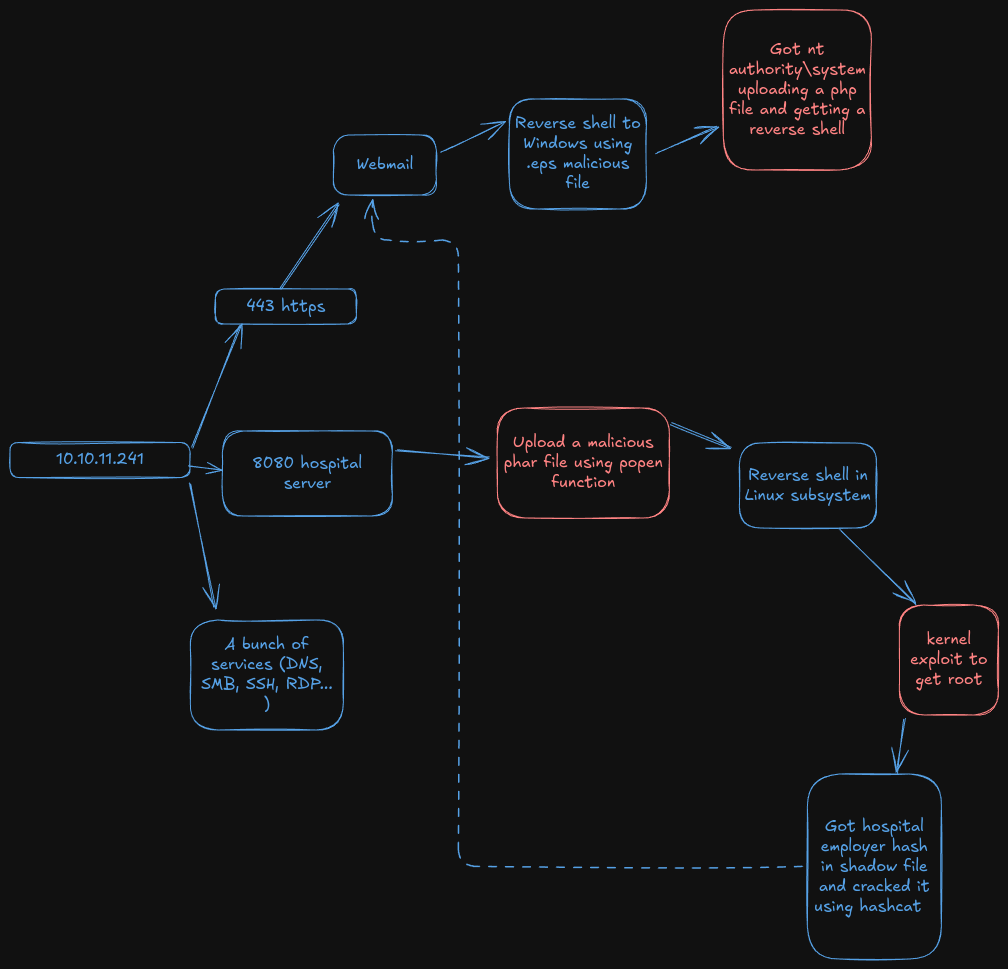 Got nt
authority\system
uploading a php
file and getting a
reverse shell
Reverse shell to
Windows using
.eps malicious
file
Webmail
443 https
10.10.11.241
8080 hospital
server
Upload a malicious
phar file using popen
function
Reverse shell in
Linux subsystem
A bunch of
services (DNS,
SMB, SSH, RDP...
)
kernel
exploit to
get root
Got hospital
employer hash
in shadow file
and cracked it
using hashcat